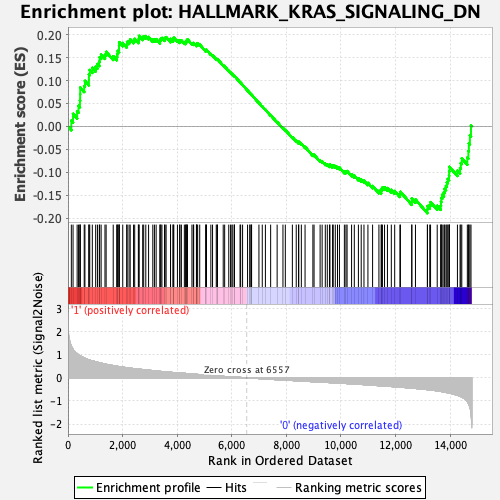 Enrichment plot: HALLMARK_KRAS_SIGNALING_DN
Enrichment score (ES)
0.20
0.15
0.10
0.05
0.00
-0.05
-0.10
-0.15
-0.20
'1' (positively correlated)
Ranked list metric (Signal2Noise)
3
2
1
0
-1
-2
Zero cross at 6557
'0' (negatively correlated)
0 2,000 4,000 6,000 8,000 10,000 12,000 14,000
Rank in Ordered Dataset
Enrichment profile Hits Ranking metric scores